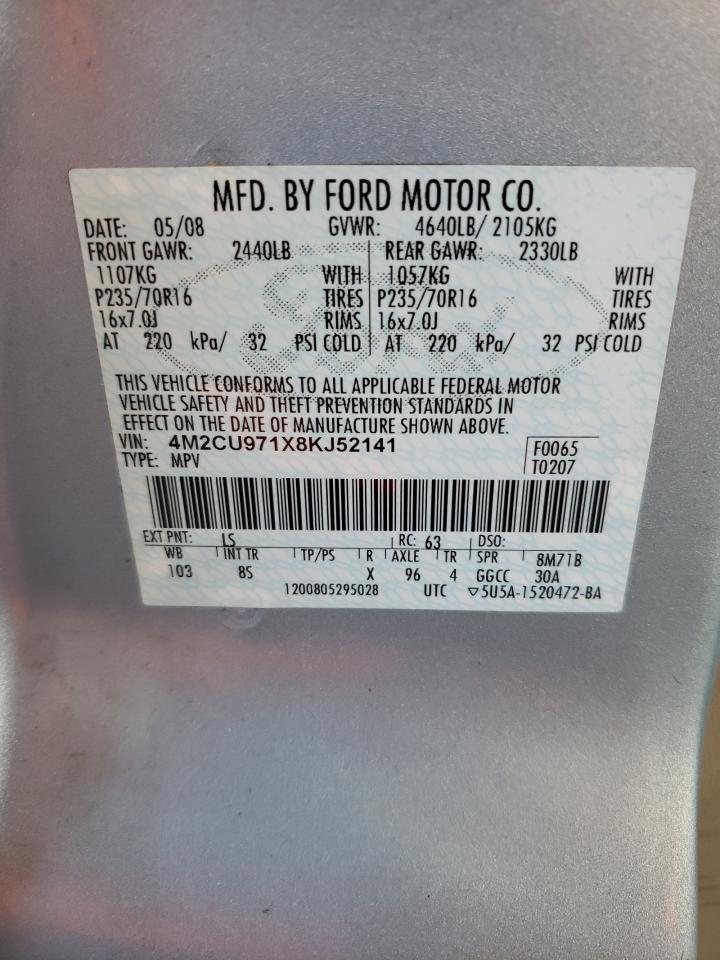 MFD. BY FORD MOTOR CO.
DATE: 05/08 GVWR: 4640LB/ 2105KG
FRONT GAWR: 2440LB REAR GAWR: 2330LB
1107KG WITH 1057KG WITH
P235/70R16 TIRES P235/70R16 TIRES
16x7.0J RIMS 16x7.0J RIMS
AT 220 kPa/ 32 PSI COLD AT 220 kPa/ 32 PSI COLD
THIS VEHICLE CONFORMS TO ALL APPLICABLE FEDERAL MOTOR
VEHICLE SAFETY AND THEFT PREVENTION STANDARDS IN
EFFECT ON THE DATE OF MANUFACTURE SHOWN ABOVE.
VIN: 4M2CU971X8KJ52141 F0065
TYPE: MPV T0207
EXT PNT: LS RC: 63 DSO:
WB INT TR TP/PS R AXLE TR SPR 8M71B
103 8S X 96 4 GGCC 30A
1200805295028 UTC ▽5U5A-1520472-BA